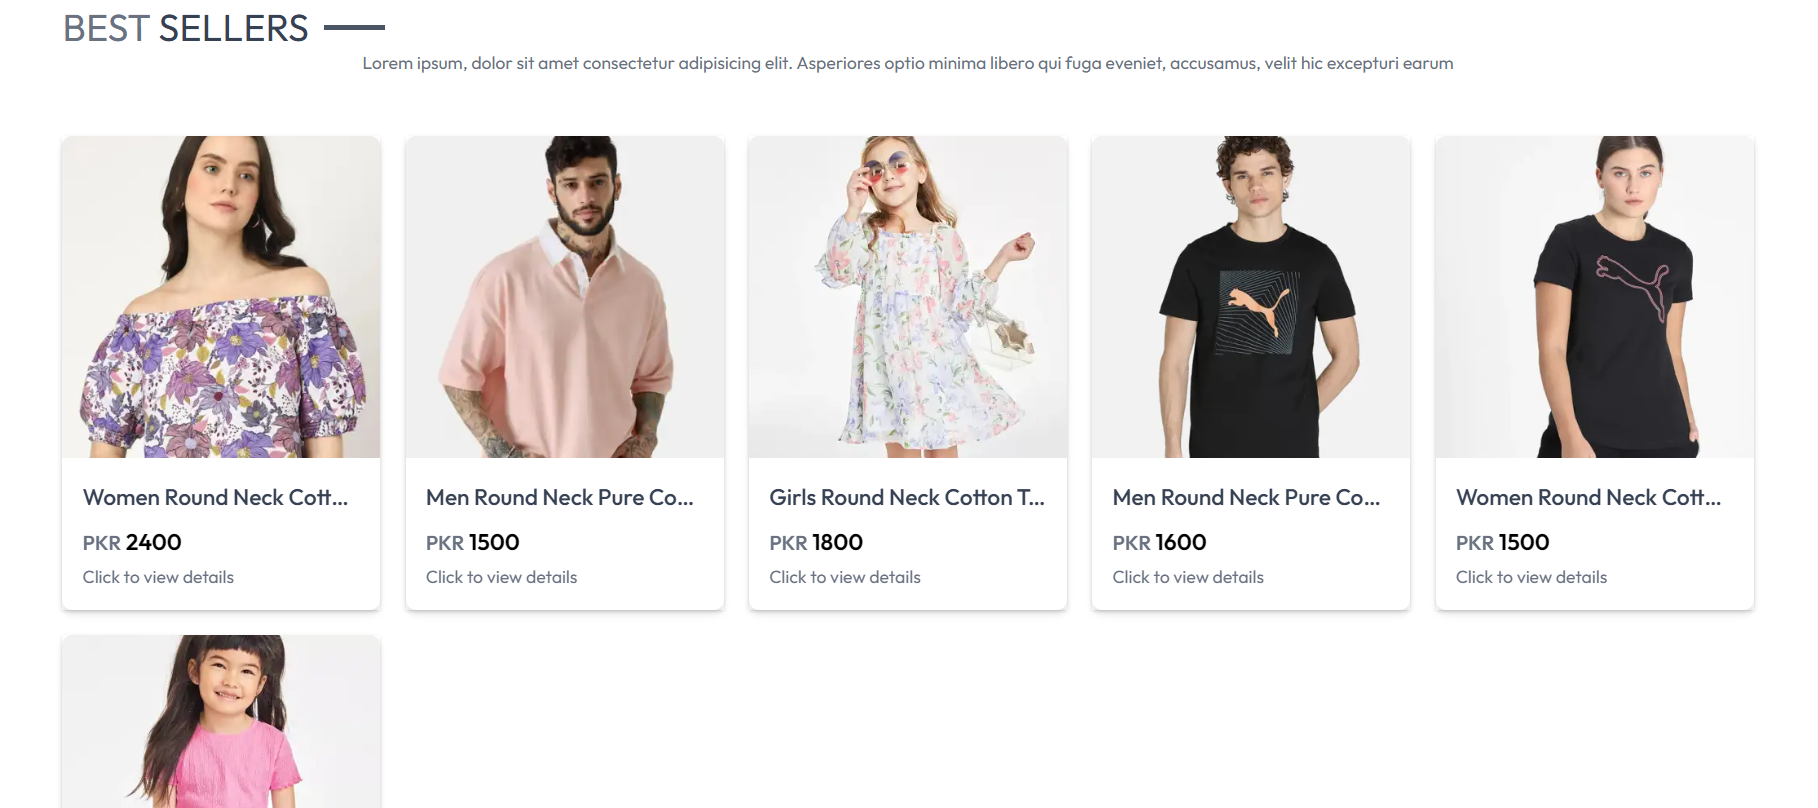 BEST SELLERS
Lorem ipsum, dolor sit amet consectetur adipisicing elit. Asperiores optio minima libero qui fuga eveniet, accusamus, velit hic excepturi earum
Women Round Neck Cott...
PKR 2400
Click to view details
Men Round Neck Pure Co...
PKR 1500
Click to view details
Girls Round Neck Cotton T...
PKR 1800
Click to view details
Men Round Neck Pure Co...
PKR 1600
Click to view details
Women Round Neck Cott...
PKR 1500
Click to view details